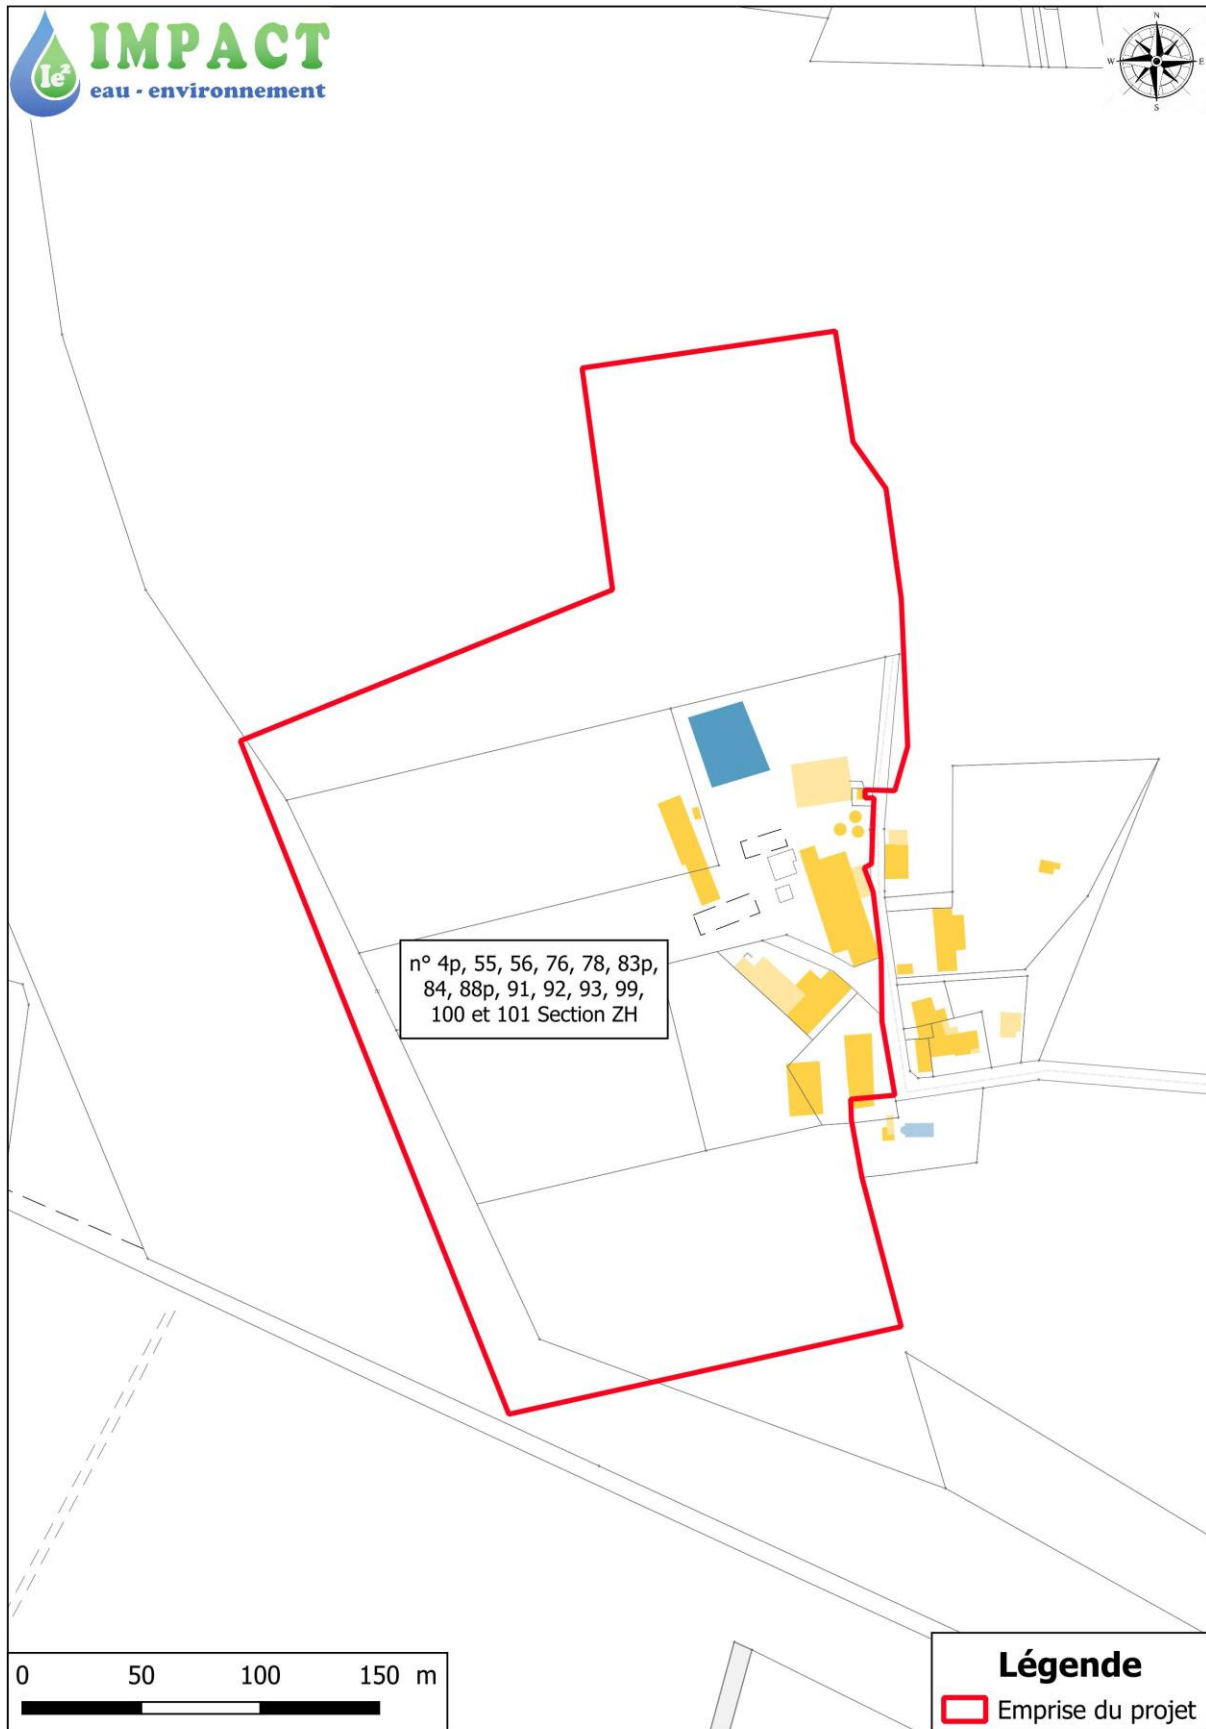 IMPACT
Ie²
eau - environnement
N
W E
S
n° 4p, 55, 56, 76, 78, 83p,
84, 88p, 91, 92, 93, 99,
100 et 101 Section ZH
0 50 100 150 m
Légende
Emprise du projet